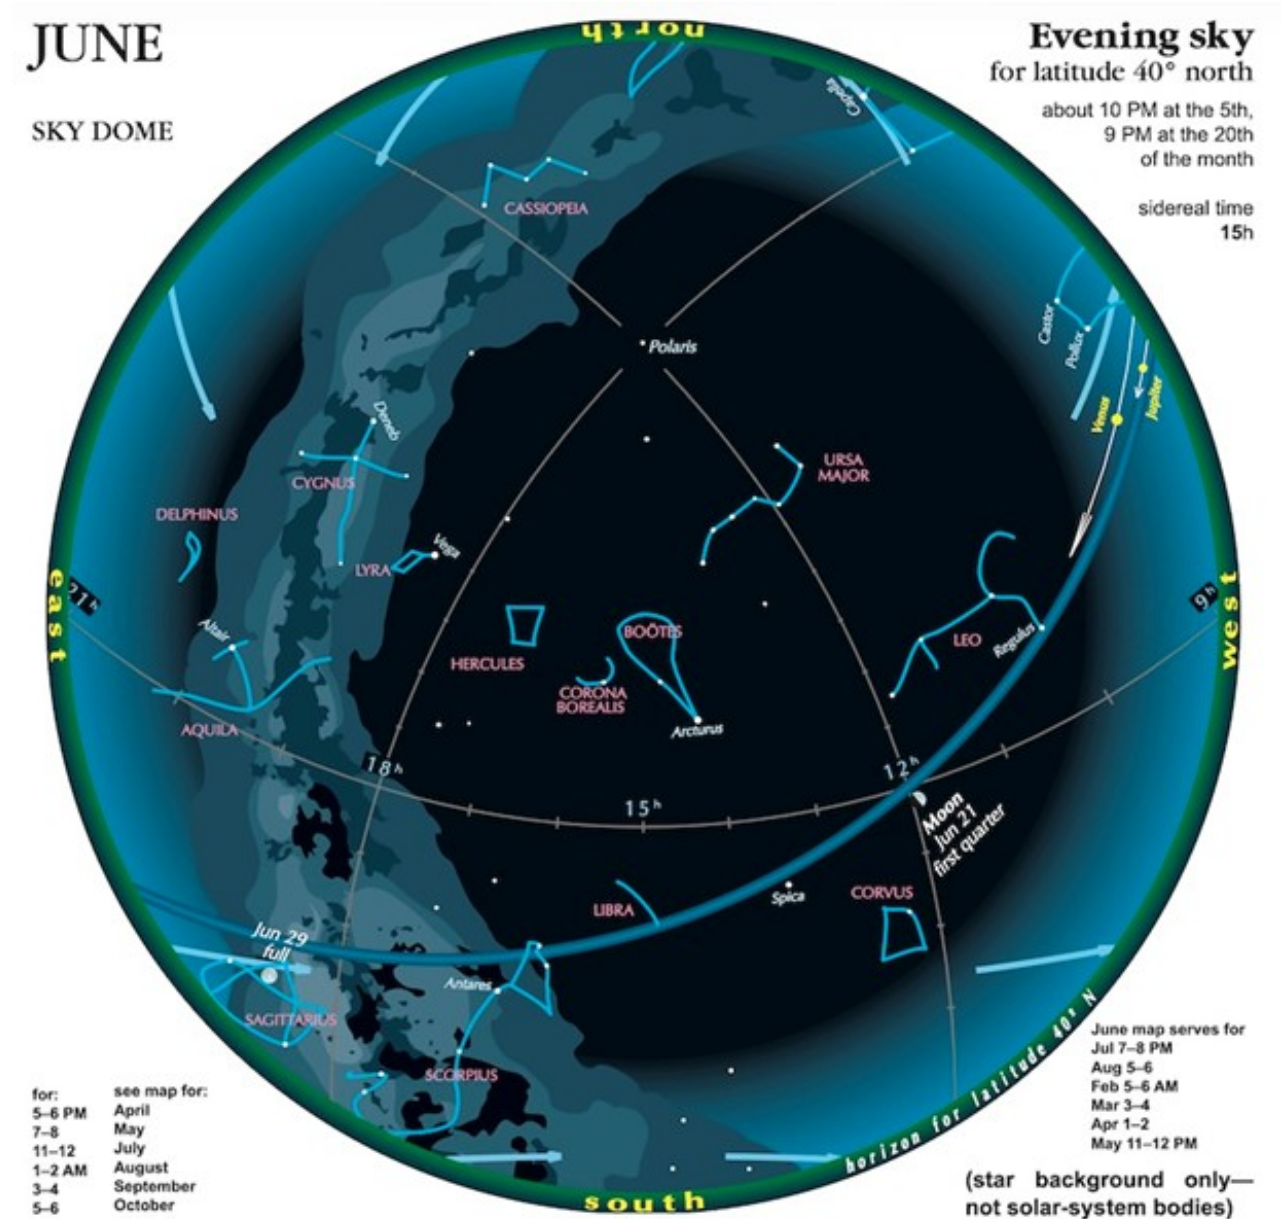 JUNE
SKY DOME
Evening sky
for latitude 40° north
about 10 PM at the 5th,
9 PM at the 20th
of the month
sidereal time
15h
north
Capella
CASSIOPEIA
Polaris
Castor
Pollux
Venus
Jupiter
Deneb
CYGNUS
URSA
MAJOR
DELPHINUS
Vega
LYRA
east
21h
9h
west
Altair
HERCULES
BOÖTES
LEO
Regulus
CORONA
BOREALIS
Arcturus
AQUILA
18h
15h
12h
Moon
Jun 21
first quarter
LIBRA
Spica
CORVUS
Jun 29
full
Antares
SAGITTARIUS
SCORPIUS
horizon for latitude 40° N
south
for:
see map for:
5–6 PM April
7–8 May
11–12 July
1–2 AM August
3–4 September
5–6 October
June map serves for
Jul 7–8 PM
Aug 5–6
Feb 5–6 AM
Mar 3–4
Apr 1–2
May 11–12 PM
(star background only—
not solar-system bodies)